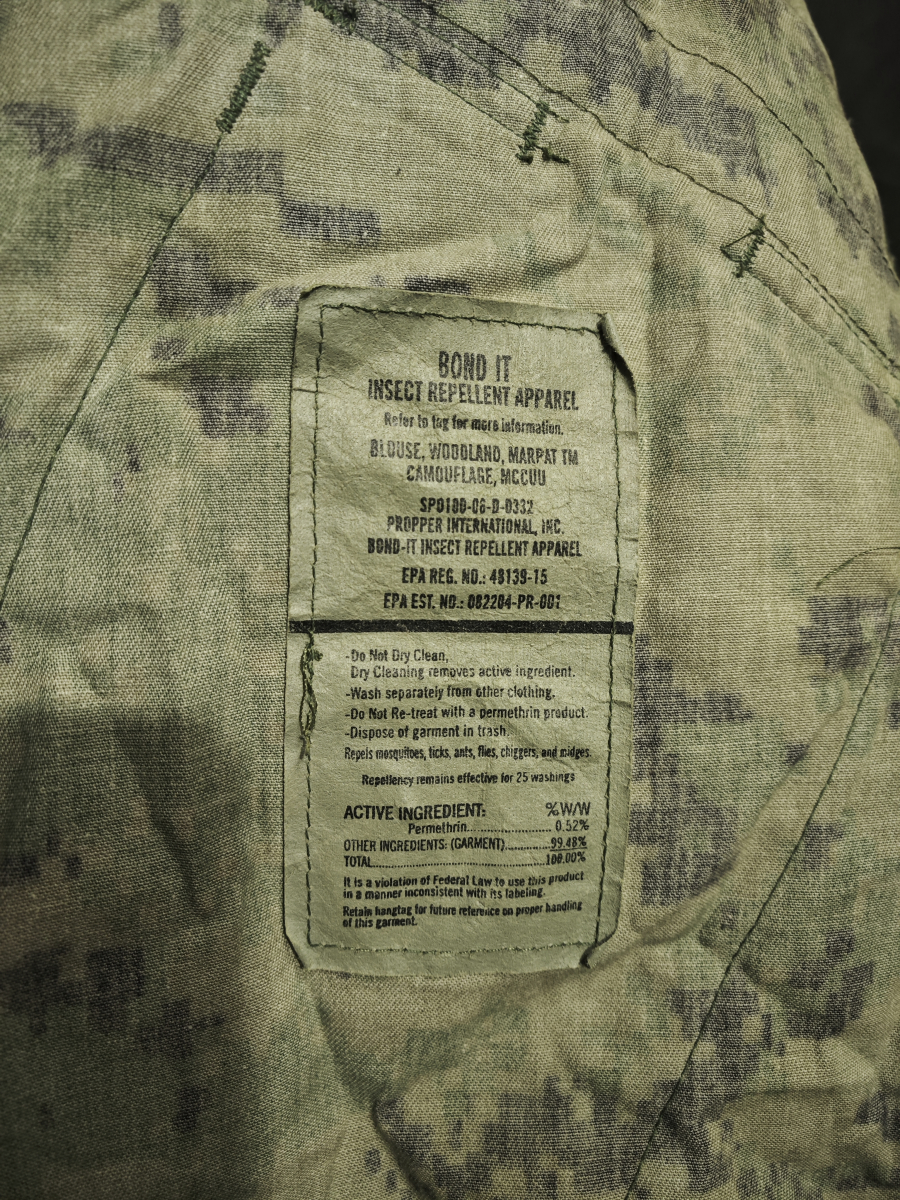 BOND IT
INSECT REPELLENT APPAREL
Refer to tag for more information.
BLOUSE, WOODLAND, MARPAT TM
CAMOUFLAGE, MCCUU
SPO100-06-D-0332
PROPPER INTERNATIONAL, INC.
BOND-IT INSECT REPELLENT APPAREL
EPA REG. NO.: 48139-15
EPA EST. NO.: 082204-PR-001
-Do Not Dry Clean,
Dry Cleaning removes active ingredient.
-Wash separately from other clothing.
-Do Not Re-treat with a permethrin product.
-Dispose of garment in trash.
Repels mosquitoes, ticks, ants, flies, chiggers, and midges.
Repellency remains effective for 25 washings
ACTIVE INGREDIENT: %W/W
Permethrin.................... 0.52%
OTHER INGREDIENTS: (GARMENT)............99.48%
TOTAL..................................................100.00%
It is a violation of Federal Law to use this product
in a manner inconsistent with its labeling.
Retain hangtag for future reference on proper handling
of this garment.